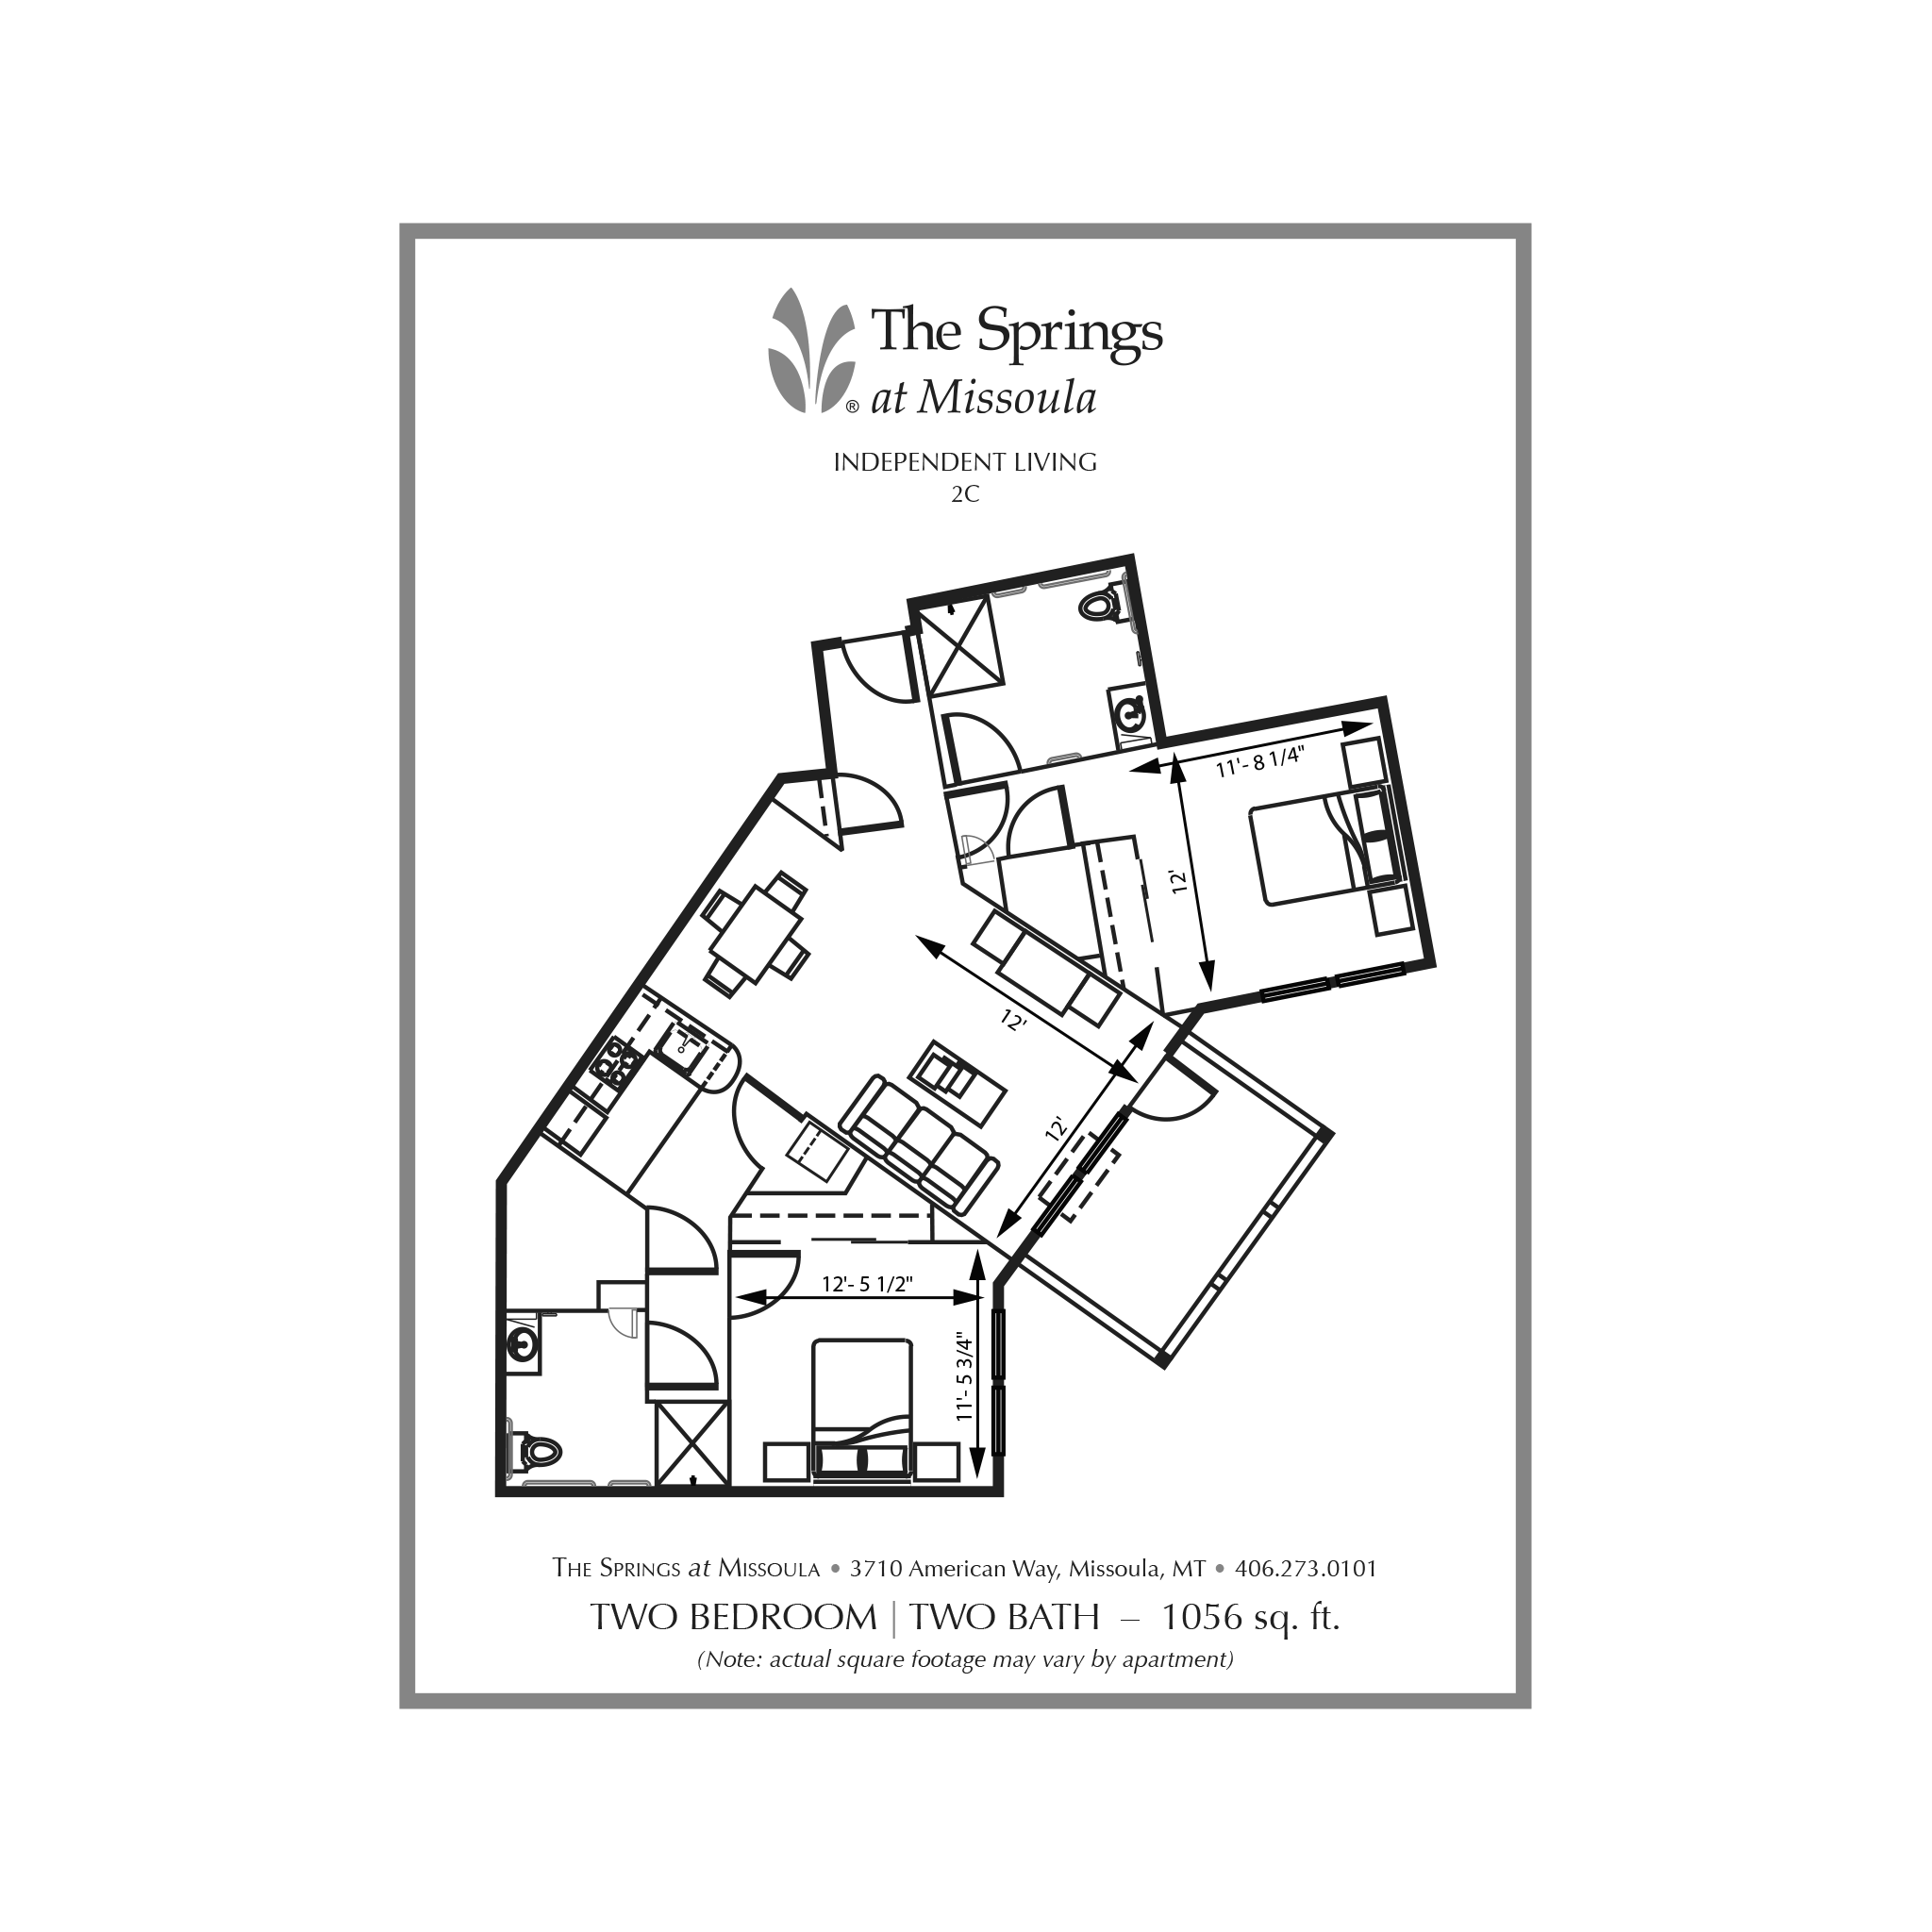 The Springs
® at Missoula
INDEPENDENT LIVING
2C
11'- 8 1/4"
12'
12'
12'
12'- 5 1/2"
11'- 5 3/4"
THE SPRINGS at MISSOULA • 3710 American Way, Missoula, MT • 406.273.0101
TWO BEDROOM | TWO BATH – 1056 sq. ft.
(Note: actual square footage may vary by apartment)